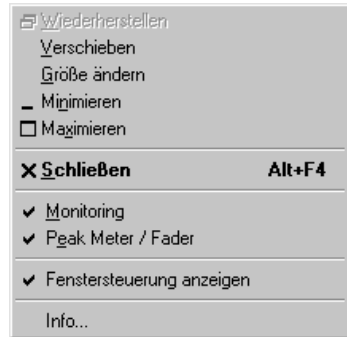 Wiederherstellen
Verschieben
Größe ändern
Minimieren
Maximieren
Schließen Alt+F4
Monitoring
Peak Meter / Fader
Fenstersteuerung anzeigen
Info...